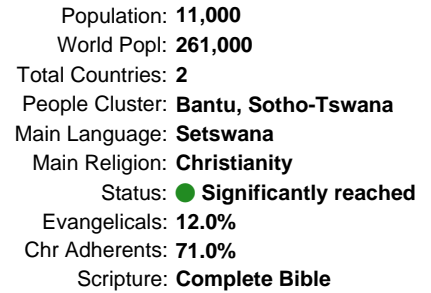 Population: 11,000
World Popl: 261,000
Total Countries: 2
People Cluster: Bantu, Sotho-Tswana
Main Language: Setswana
Main Religion: Christianity
Status: Significantly reached
Evangelicals: 12.0%
Chr Adherents: 71.0%
Scripture: Complete Bible